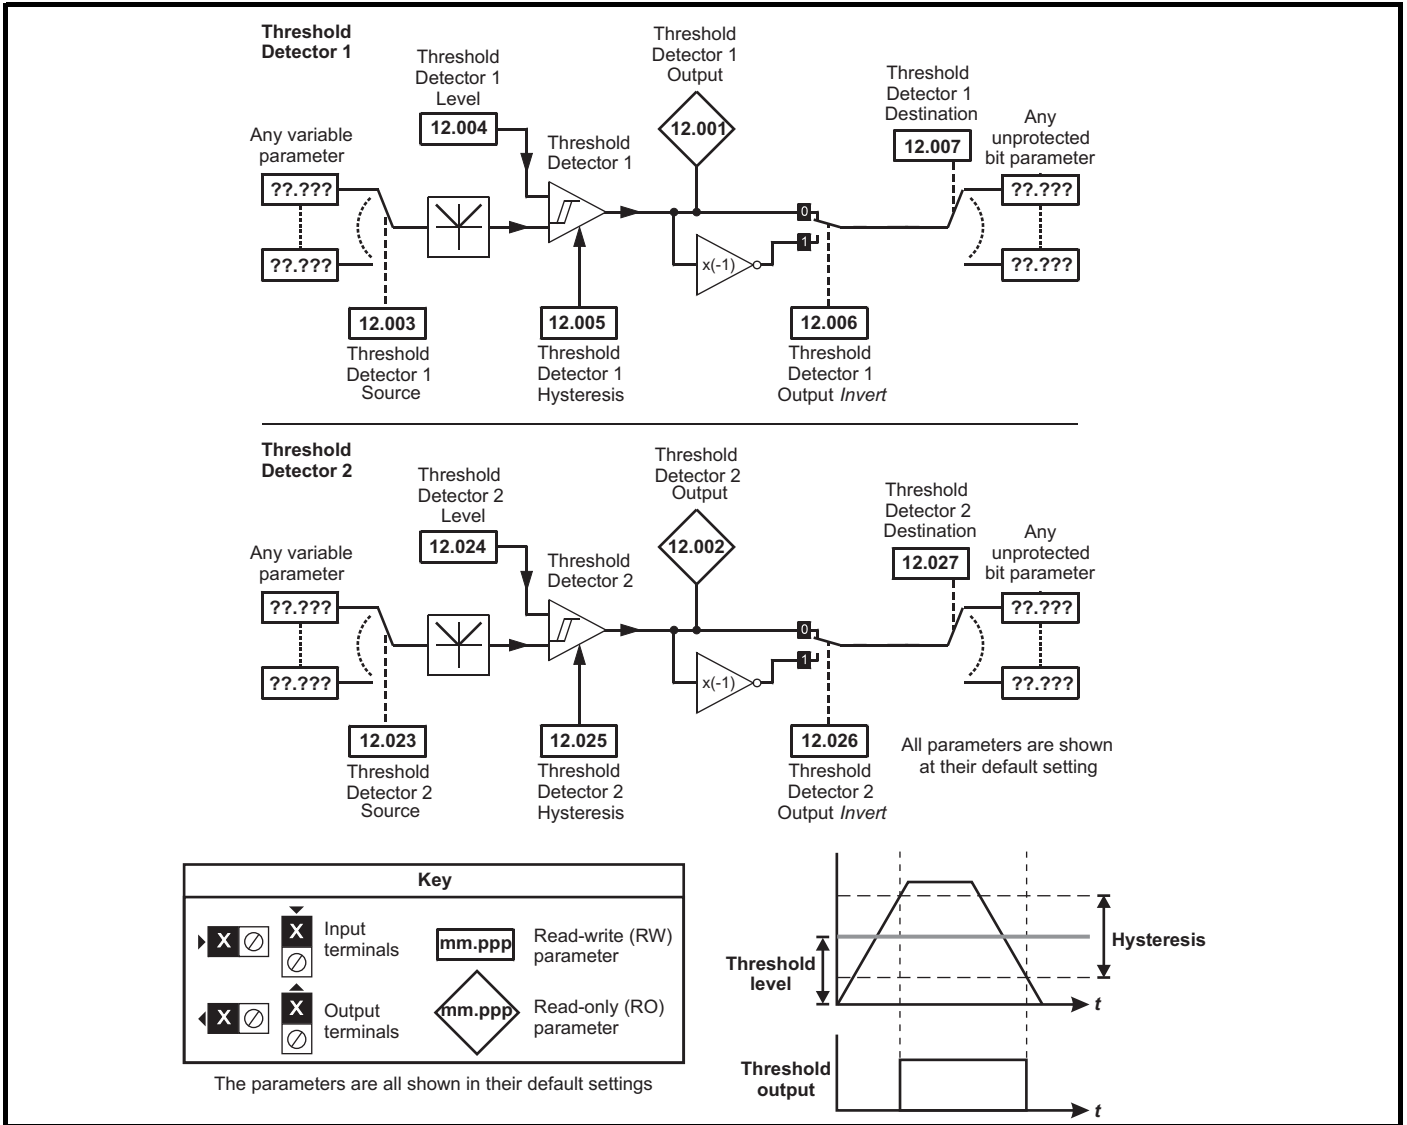 Threshold
Detector 1
Threshold
Detector 1
Level
12.004
Threshold
Detector 1
Output
12.001
Threshold
Detector 1
Destination
12.007
Any variable
parameter
??.???
??.???
Threshold
Detector 1
Any
unprotected
bit parameter
??.???
??.???
0
1
x(-1)
12.003
Threshold
Detector 1
Source
12.005
Threshold
Detector 1
Hysteresis
12.006
Threshold
Detector 1
Output Invert
Threshold
Detector 2
Threshold
Detector 2
Level
12.024
Threshold
Detector 2
Output
12.002
Threshold
Detector 2
Destination
12.027
Any variable
parameter
??.???
??.???
Threshold
Detector 2
Any
unprotected
bit parameter
??.???
??.???
0
1
x(-1)
12.023
Threshold
Detector 2
Source
12.025
Threshold
Detector 2
Hysteresis
12.026
Threshold
Detector 2
Output Invert
All parameters are shown
at their default setting
Key
X
X
Input
terminals
mm.ppp
Read-write (RW)
parameter
X
X
Output
terminals
mm.ppp
Read-only (RO)
parameter
The parameters are all shown in their default settings
Threshold
level
Hysteresis
t
Threshold
output
t